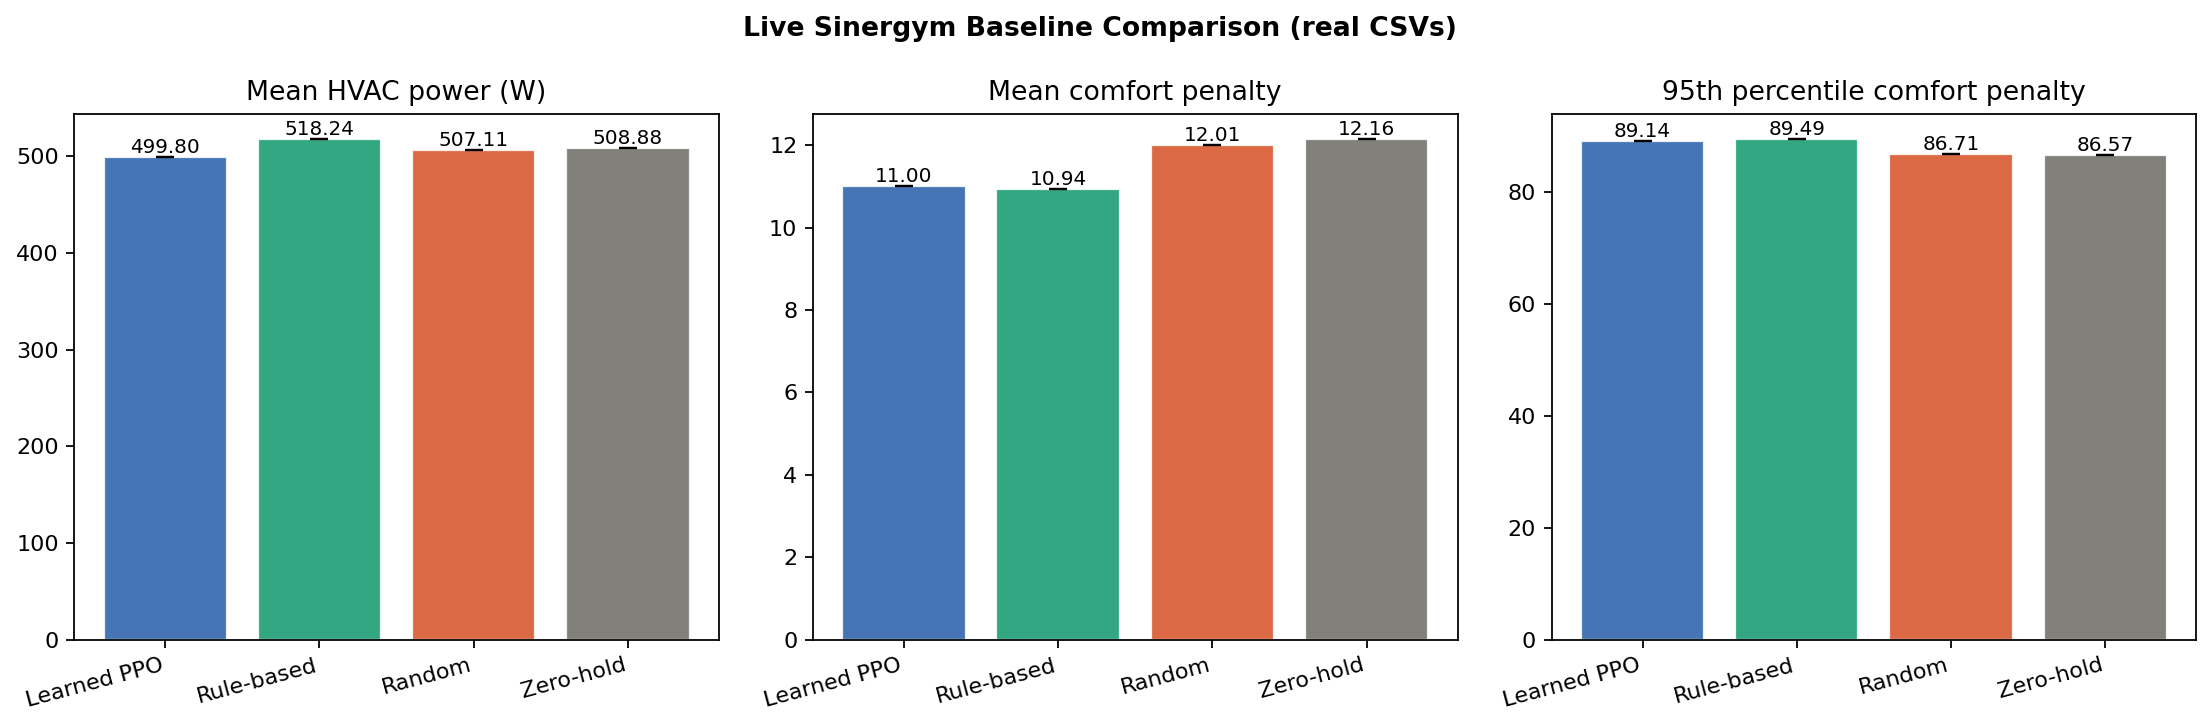 Live Sinergym Baseline Comparison (real CSVs)
Mean HVAC power (W)
500
400
300
200
100
0
499.80
518.24
507.11
508.88
Learned PPO
Rule-based
Random
Zero-hold
Mean comfort penalty
12
10
8
6
4
2
0
11.00
10.94
12.01
12.16
Learned PPO
Rule-based
Random
Zero-hold
95th percentile comfort penalty
80
60
40
20
0
89.14
89.49
86.71
86.57
Learned PPO
Rule-based
Random
Zero-hold